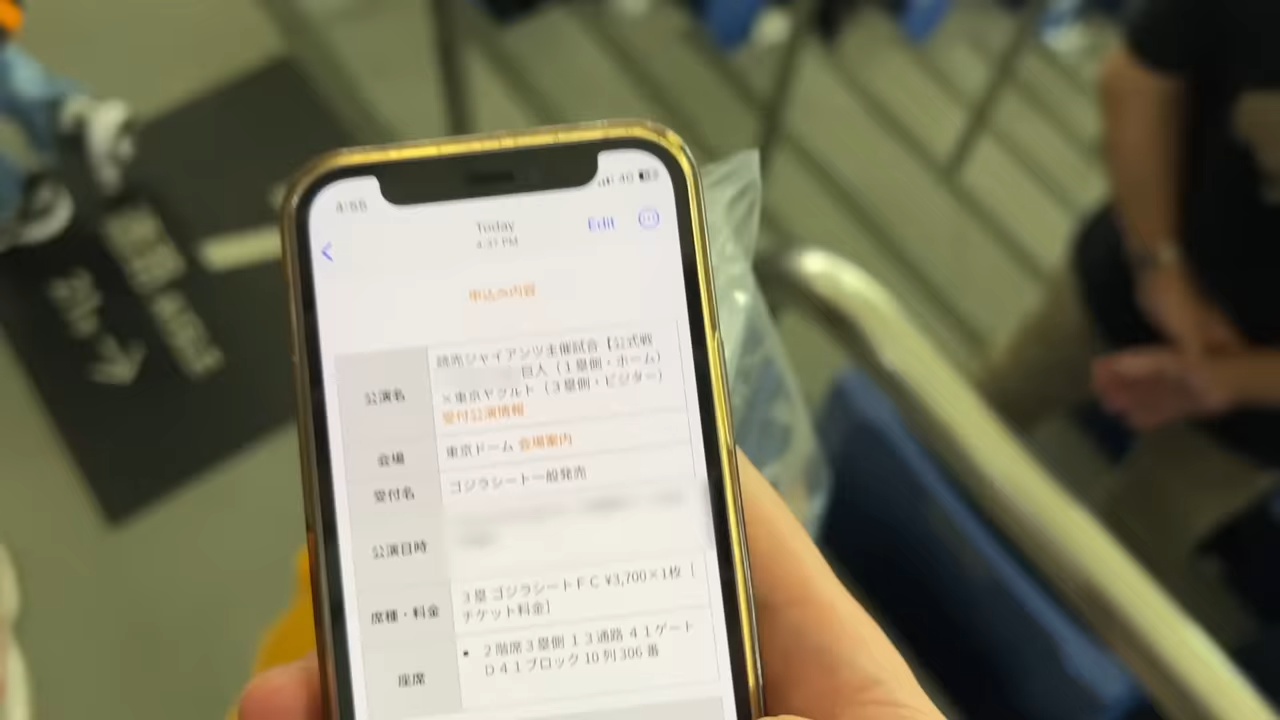 4:55
Today
4:37 PM
Edit
申込み内容
公演名
読売ジャイアンツ主催試合【公式戦
巨人（１塁側・ホーム）
×東京ヤクルト（３塁側・ビジター）
受付公演情報
会場
東京ドーム 会場案内
受付名
ゴジラシート一般発売
公演日時
席種・料金
３塁 ゴジラシートＦＣ ¥3,700×1枚［
チケット料金］
座席
２階席３塁側 １３通路 ４１ゲート
Ｄ４１ブロック 10 列 306 番